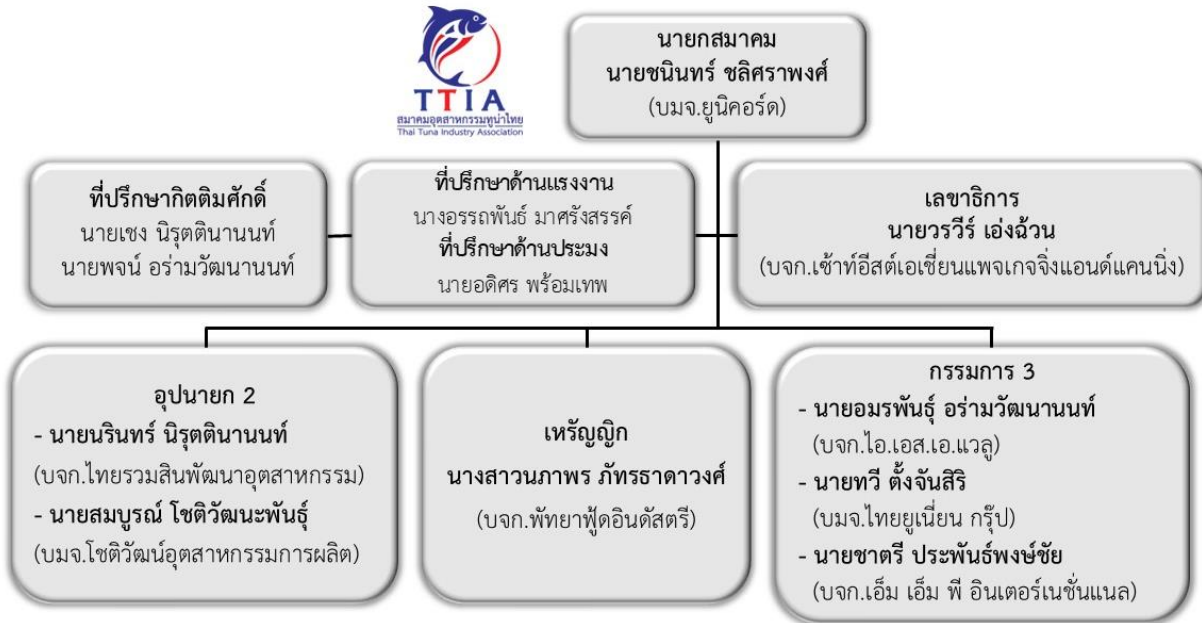 TTIA
สมาคมอุตสาหกรรมทูน่าไทย
Thai Tuna Industry Association
นายกสมาคม
นายชนินทร์ ชลิศราพงศ์
(บมจ.ยูนิคอร์ด)
ที่ปรึกษากิตติมศักดิ์
นายเชง นิรุตตินานนท์
นายพจน์ อร่ามวัฒนานนท์
ที่ปรึกษาด้านแรงงาน
นางอรรถพันธ์ มาศรังสรรค์
ที่ปรึกษาด้านประมง
นายอดิศร พร้อมเทพ
เลขาธิการ
นายวรวีร์ เอ่งฉ้วน
(บจก.เซ้าท์อีสต์เอเชี่ยนแพจเกจจิ่งแอนด์แคนนิ่ง)
อุปนายก 2
- นายนรินทร์ นิรุตตินานนท์
(บจก.ไทยรวมสินพัฒนาอุตสาหกรรม)
- นายสมบูรณ์ โชติวัฒนะพันธุ์
(บมจ.โชติวัฒน์อุตสาหกรรมการผลิต)
เหรัญญิก
นางสาวนภาพร ภัทรธาดาวงศ์
(บจก.พัทยาฟู้ดอินดัสตรี)
กรรมการ 3
- นายอมรพันธุ์ อร่ามวัฒนานนท์
(บจก.ไอ.เอส.เอ.แวลู)
- นายทวี ตั้งจันสิริ
(บมจ.ไทยยูเนี่ยน กรุ๊ป)
- นายชาตรี ประพันธ์พงษ์ชัย
(บจก.เอ็ม เอ็ม พี อินเตอร์เนชั่นแนล)